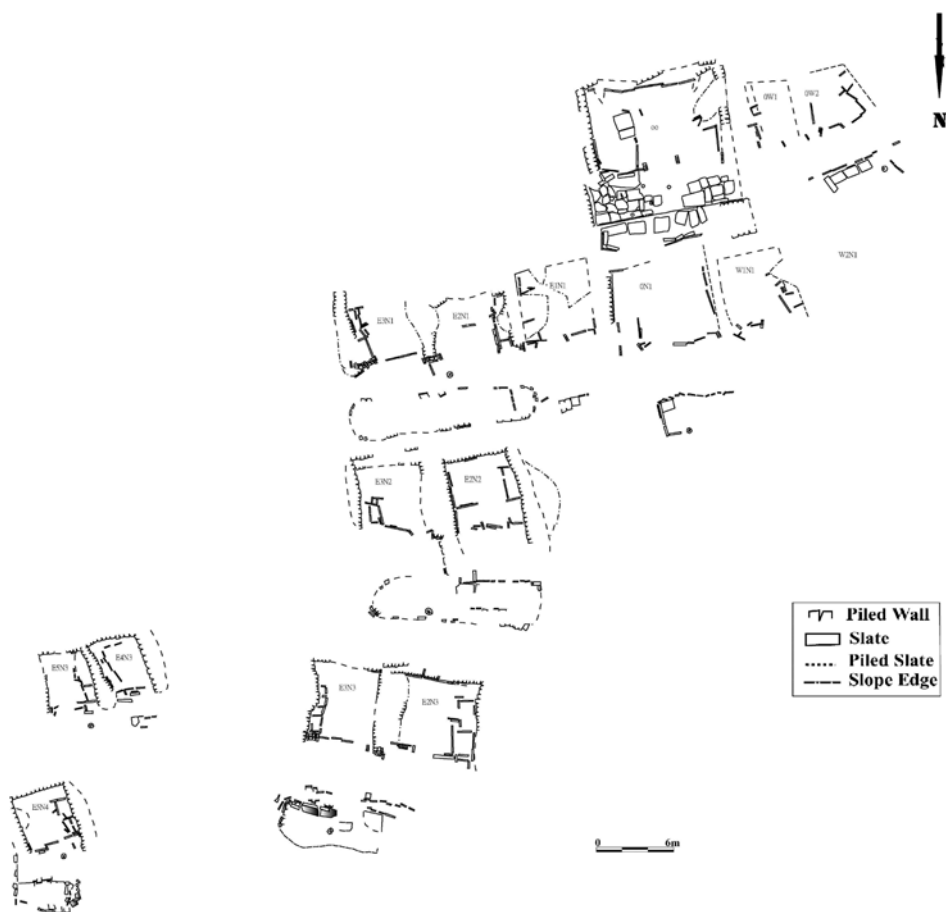 N
00
0W1
0W2
W2N1
W1N1
0N1
E1N1
E2N1
E3N1
E3N2
E2N2
E5N3
E4N3
E3N3
E2N3
E5N4
Piled Wall
Slate
Piled Slate
Slope Edge
0 6m